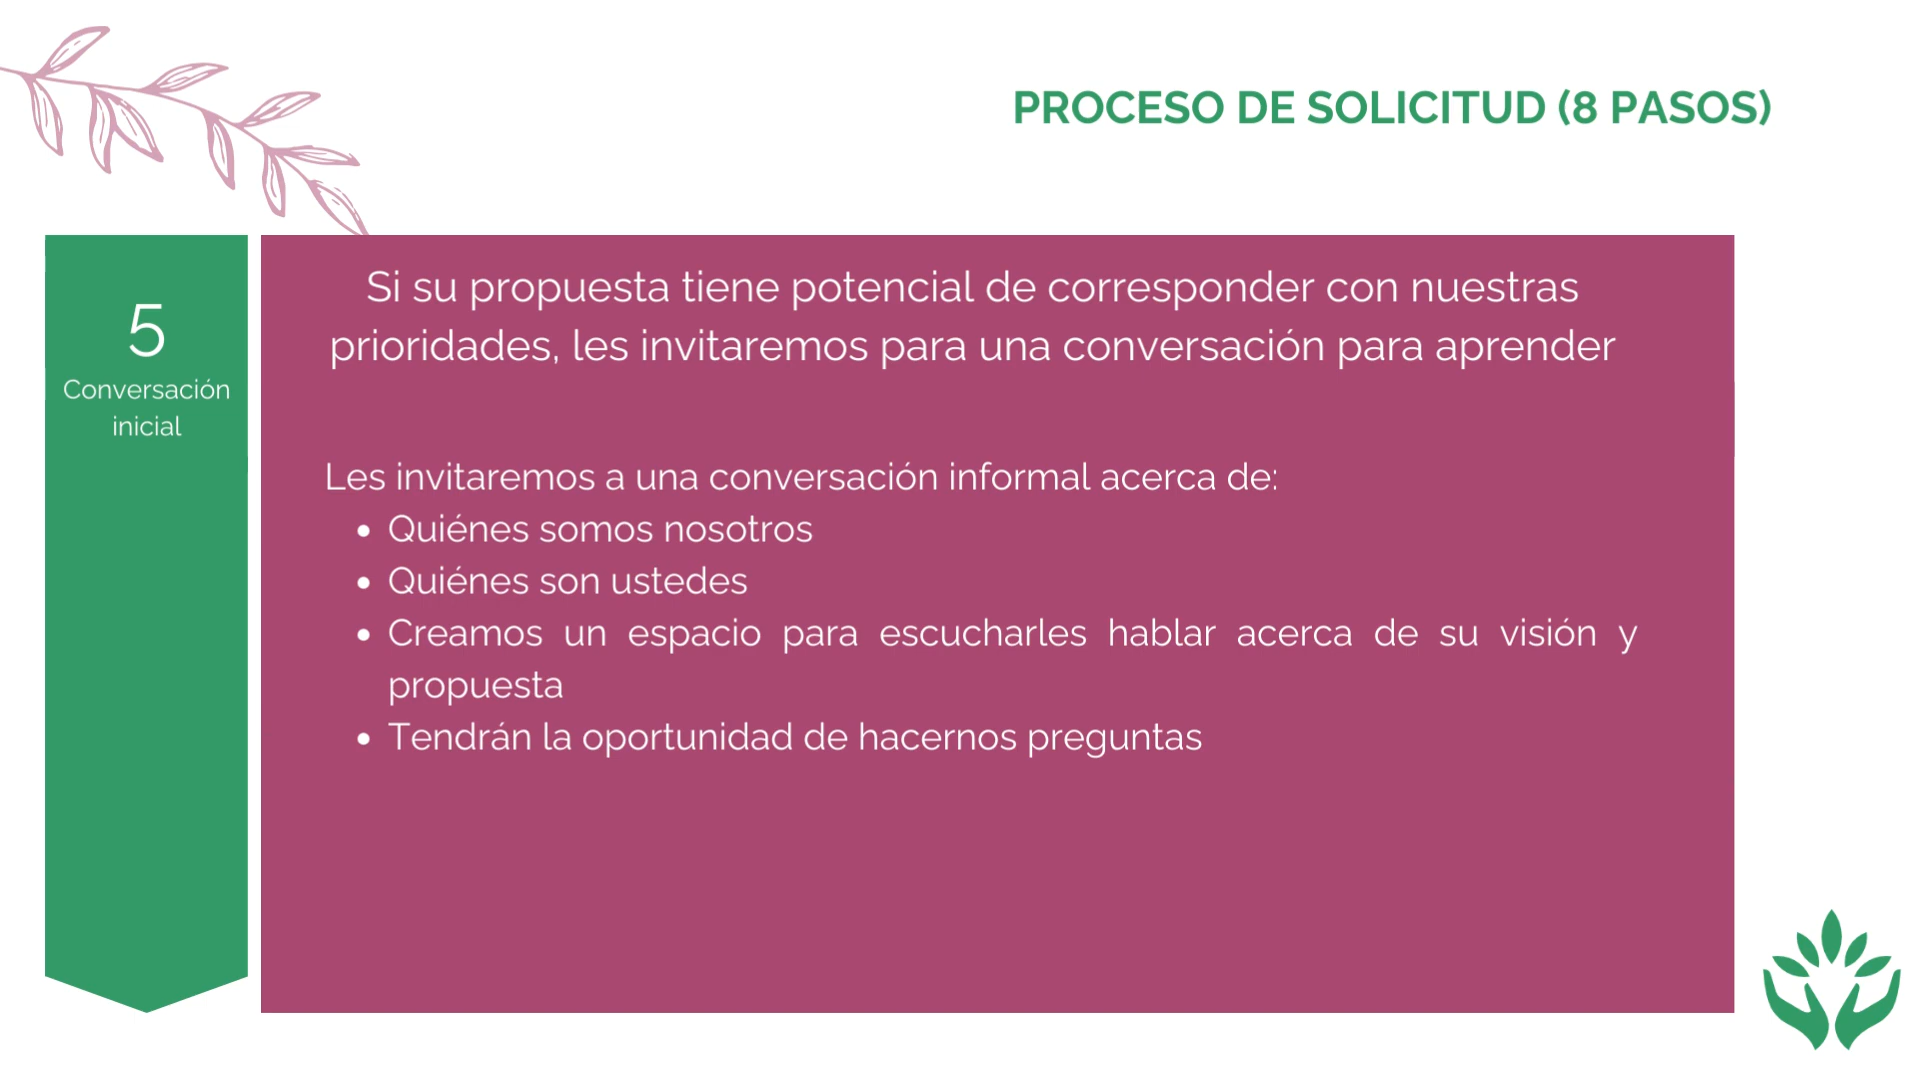 PROCESO DE SOLICITUD (8 PASOS)
5
Conversación
inicial
Si su propuesta tiene potencial de corresponder con nuestras
prioridades, les invitaremos para una conversación para aprender
Les invitaremos a una conversación informal acerca de:
• Quiénes somos nosotros
• Quiénes son ustedes
• Creamos un espacio para escucharles hablar acerca de su visión y
propuesta
• Tendrán la oportunidad de hacernos preguntas